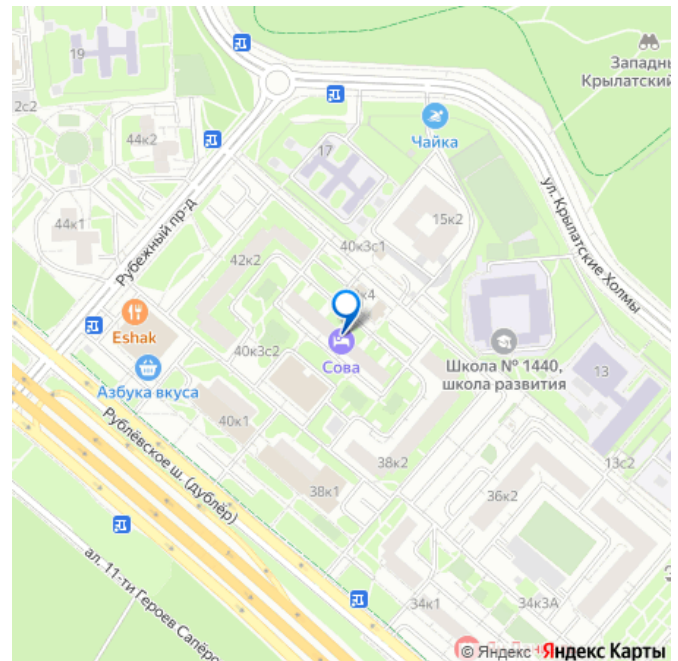 19
Западны
Крылатский
2с2
44к2
Чайка
17
ул. Крылатские Холмы
44к1
15к2
Рубежный пр-д
40к3с1
42к2
к4
Eshak
Сова
Школа № 1440,
школа развития
40к3с2
Азбука вкуса
13
40к1
Рублёвское ш. (дублёр)
38к2
13с2
38к1
36к2
ал. 11-ти Героев Сапёро
34к1
34к3А
© Яндекс Яндекс Карты